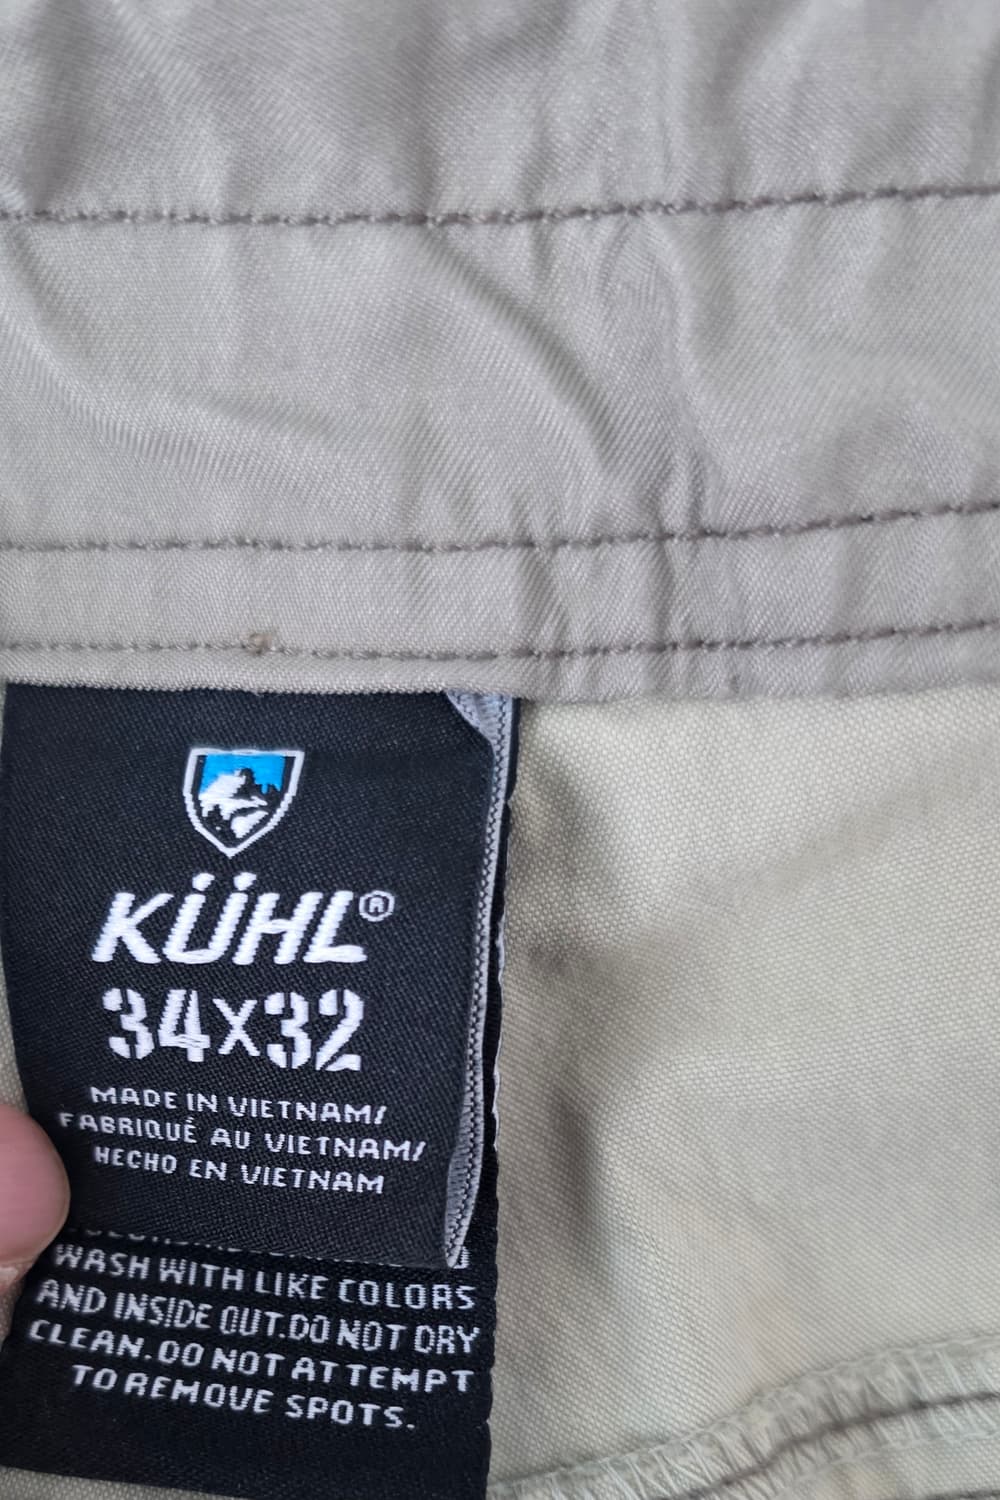 KÜHL®
34X32
MADE IN VIETNAM/
FABRIQUÉ AU VIETNAM/
HECHO EN VIETNAM
WASH WITH LIKE COLORS
AND INSIDE OUT.DO NOT DRY
CLEAN.DO NOT ATTEMPT
TO REMOVE SPOTS.